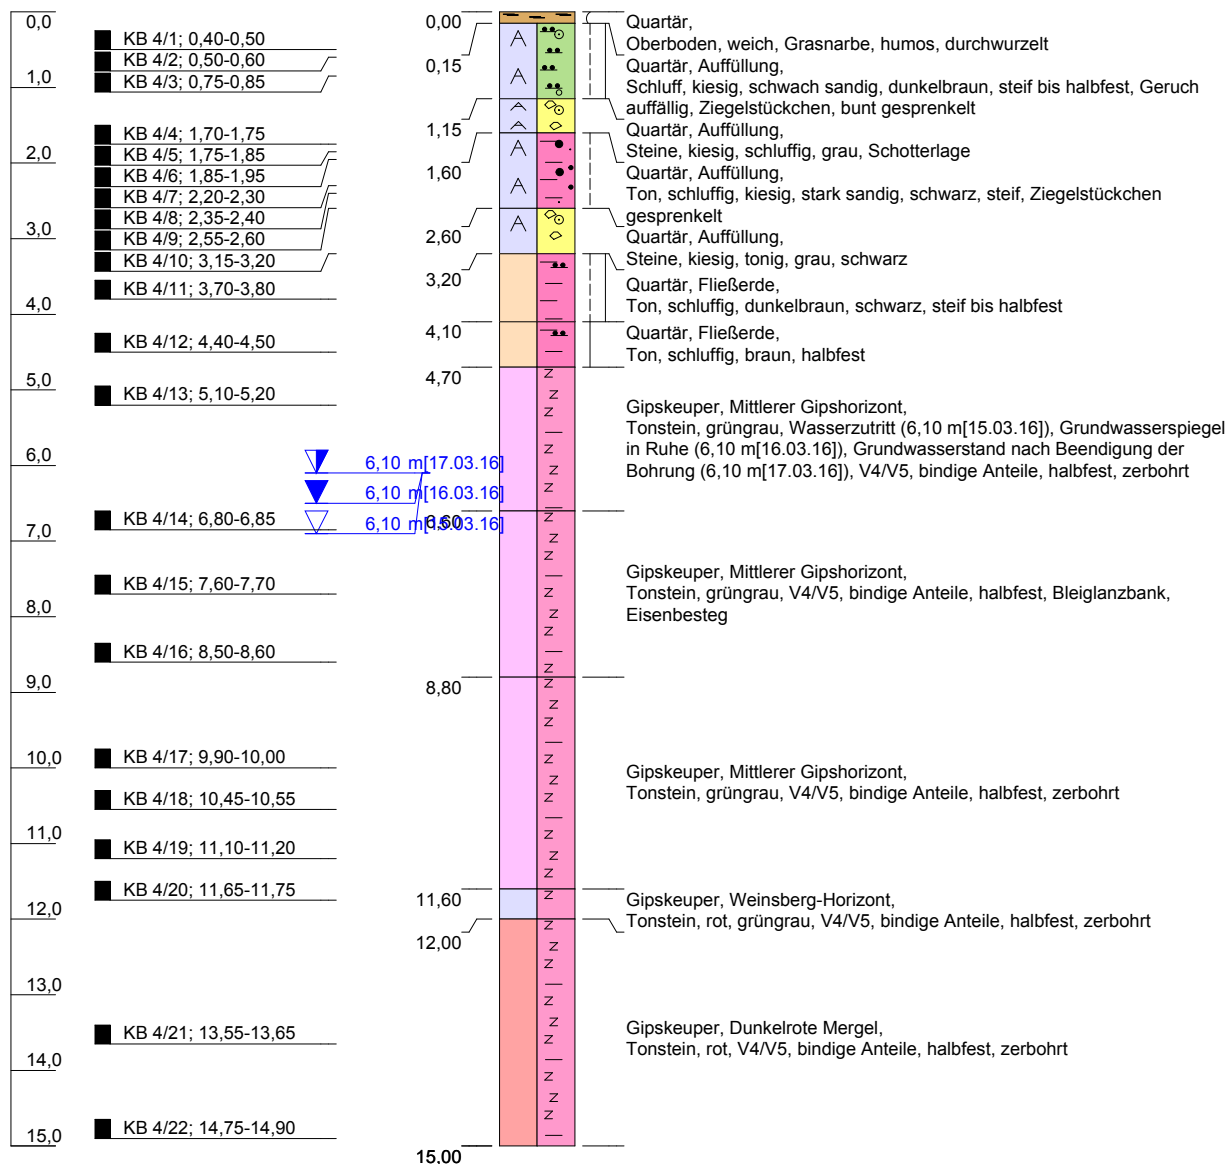 0,0
1,0
2,0
3,0
4,0
5,0
6,0
7,0
8,0
9,0
10,0
11,0
12,0
13,0
14,0
15,0
KB 4/1; 0,40-0,50
KB 4/2; 0,50-0,60
KB 4/3; 0,75-0,85
KB 4/4; 1,70-1,75
KB 4/5; 1,75-1,85
KB 4/6; 1,85-1,95
KB 4/7; 2,20-2,30
KB 4/8; 2,35-2,40
KB 4/9; 2,55-2,60
KB 4/10; 3,15-3,20
KB 4/11; 3,70-3,80
KB 4/12; 4,40-4,50
KB 4/13; 5,10-5,20
KB 4/14; 6,80-6,85
KB 4/15; 7,60-7,70
KB 4/16; 8,50-8,60
KB 4/17; 9,90-10,00
KB 4/18; 10,45-10,55
KB 4/19; 11,10-11,20
KB 4/20; 11,65-11,75
KB 4/21; 13,55-13,65
KB 4/22; 14,75-14,90
6,10 m[17.03.16]
6,10 m[16.03.16]
6,10 m[15.03.16]
0,00
0,15
1,15
1,60
2,60
3,20
4,10
4,70
6,60
8,80
11,60
12,00
15,00
Quartär,
Oberboden, weich, Grasnarbe, humos, durchwurzelt
Quartär, Auffüllung,
Schluff, kiesig, schwach sandig, dunkelbraun, steif bis halbfest, Geruch
auffällig, Ziegelstückchen, bunt gesprenkelt
Quartär, Auffüllung,
Steine, kiesig, schluffig, grau, Schotterlage
Quartär, Auffüllung,
Ton, schluffig, kiesig, stark sandig, schwarz, steif, Ziegelstückchen
gesprenkelt
Quartär, Auffüllung,
Steine, kiesig, tonig, grau, schwarz
Quartär, Fließerde,
Ton, schluffig, dunkelbraun, schwarz, steif bis halbfest
Quartär, Fließerde,
Ton, schluffig, braun, halbfest
Gipskeuper, Mittlerer Gipshorizont,
Tonstein, grüngrau, Wasserzutritt (6,10 m[15.03.16]), Grundwasserspiegel
in Ruhe (6,10 m[16.03.16]), Grundwasserstand nach Beendigung der
Bohrung (6,10 m[17.03.16]), V4/V5, bindige Anteile, halbfest, zerbohrt
Gipskeuper, Mittlerer Gipshorizont,
Tonstein, grüngrau, V4/V5, bindige Anteile, halbfest, Bleiglanzbank,
Eisenbesteg
Gipskeuper, Mittlerer Gipshorizont,
Tonstein, grüngrau, V4/V5, bindige Anteile, halbfest, zerbohrt
Gipskeuper, Weinsberg-Horizont,
Tonstein, rot, grüngrau, V4/V5, bindige Anteile, halbfest, zerbohrt
Gipskeuper, Dunkelrote Mergel,
Tonstein, rot, V4/V5, bindige Anteile, halbfest, zerbohrt